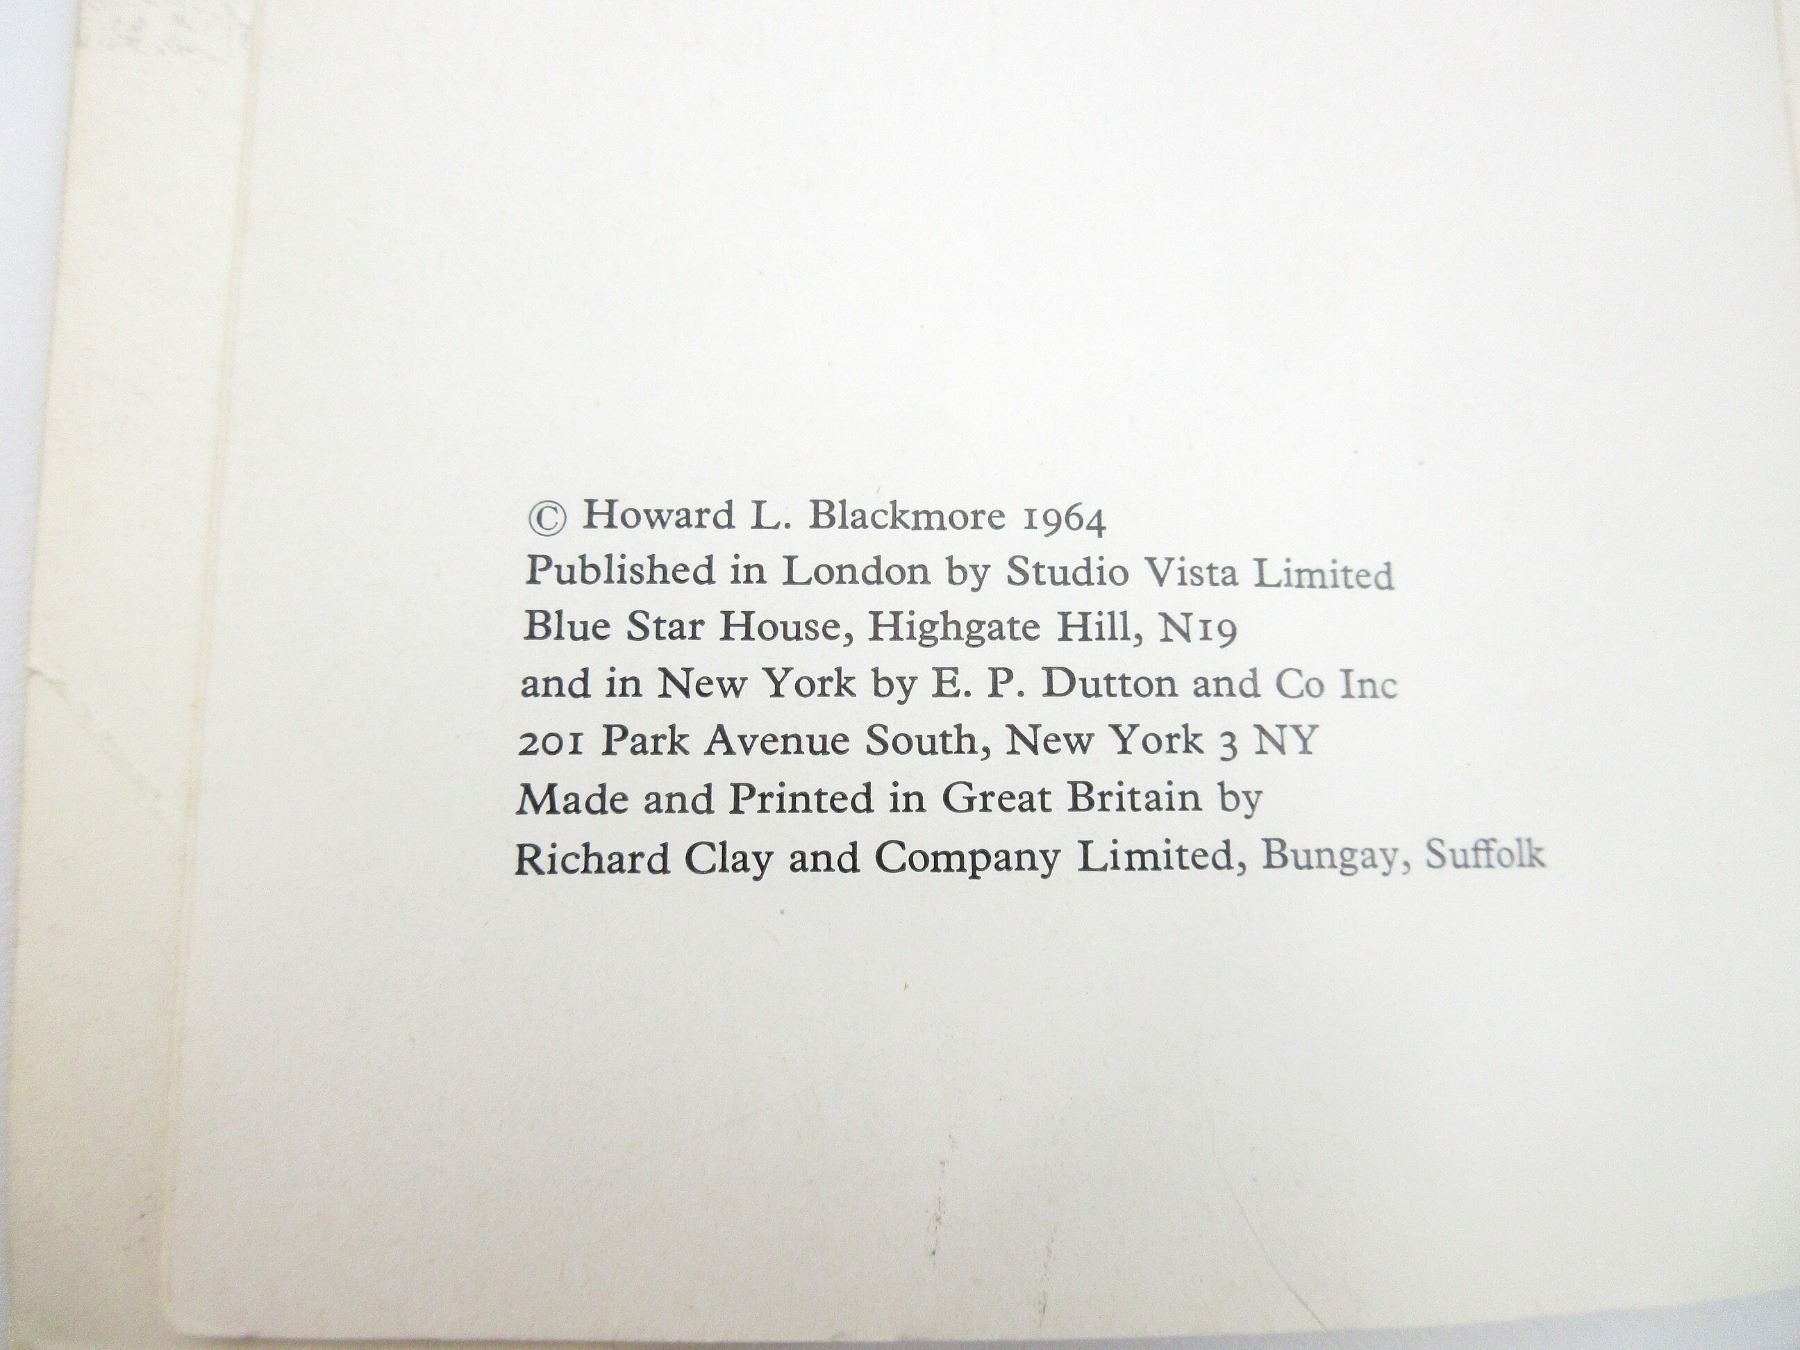 © Howard L. Blackmore 1964
Published in London by Studio Vista Limited
Blue Star House, Highgate Hill, N19
and in New York by E. P. Dutton and Co Inc
201 Park Avenue South, New York 3 NY
Made and Printed in Great Britain by
Richard Clay and Company Limited, Bungay, Suffolk